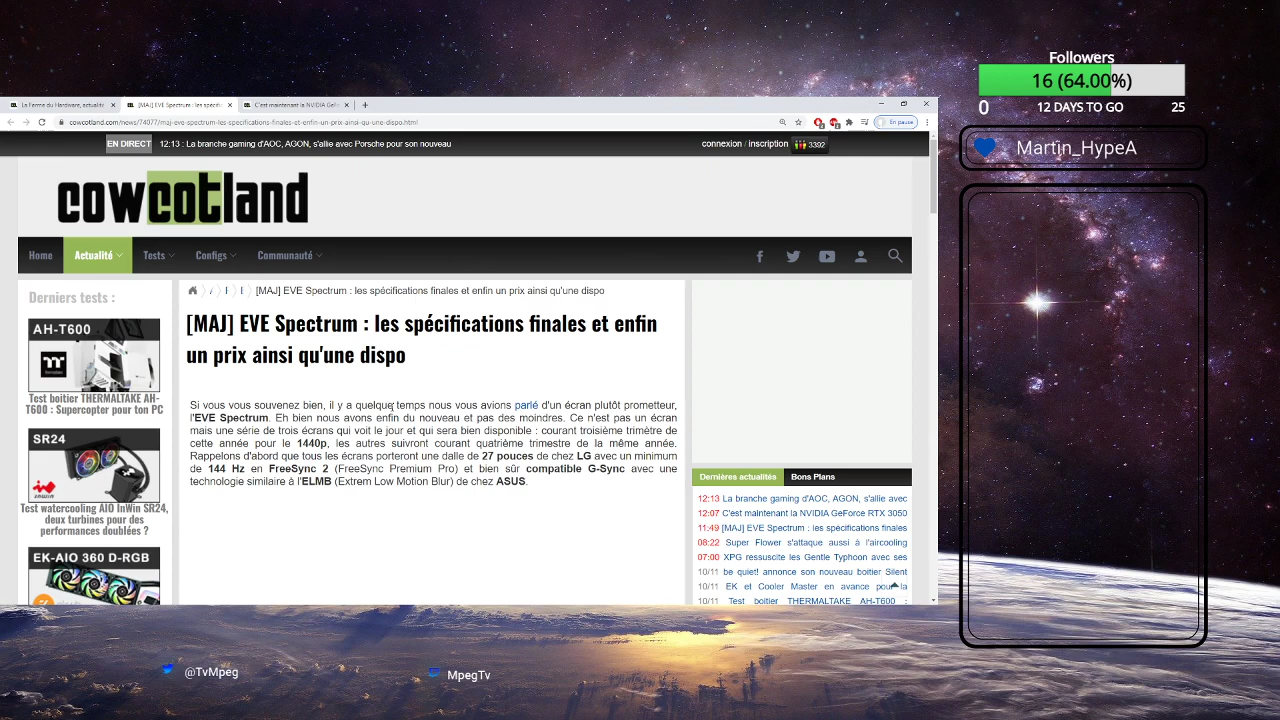 Followers
16 (64.00%)
0 12 DAYS TO GO 25
Martin_HypeA
La Ferme du Hardware, actualité
[MAJ] EVE Spectrum : les spécifi
C'est maintenant la NVIDIA GeF
cowcotland.com/news/74077/maj-eve-spectrum-les-specifications-finales-et-enfin-un-prix-ainsi-qu-une-dispo.html
En pause
EN DIRECT 12:13 : La branche gaming d'AOC, AGON, s'allie avec Porsche pour son nouveau
connexion / inscription 3392
cowcotland
Home Actualité Tests Configs Communauté
Derniers tests :
AH-T600
Test boitier THERMALTAKE AH-
T600 : Supercopter pour ton PC
SR24
Test watercooling AIO InWin SR24,
deux turbines pour des
performances doublées ?
EK-AIO 360 D-RGB
[MAJ] EVE Spectrum : les spécifications finales et enfin un prix ainsi qu'une dispo
[MAJ] EVE Spectrum : les spécifications finales et enfin
un prix ainsi qu'une dispo
Si vous vous souvenez bien, il y a quelque temps nous vous avions parlé d'un écran plutôt prometteur,
l'EVE Spectrum. Eh bien nous avons enfin du nouveau et pas des moindres. Ce n'est pas un écran
mais une série de trois écrans qui voit le jour et qui sera bien disponible : courant troisième trimestre de
cette année pour le 1440p, les autres suivront courant quatrième trimestre de la même année.
Rappelons d'abord que tous les écrans porteront une dalle de 27 pouces de chez LG avec un minimum
de 144 Hz en FreeSync 2 (FreeSync Premium Pro) et bien sûr compatible G-Sync avec une
technologie similaire à l'ELMB (Extrem Low Motion Blur) de chez ASUS.
Dernières actualités Bons Plans
12:13 La branche gaming d'AOC, AGON, s'allie avec
12:07 C'est maintenant la NVIDIA GeForce RTX 3050
11:49 [MAJ] EVE Spectrum : les spécifications finales
08:22 Super Flower s'attaque aussi à l'aircooling
07:00 XPG ressuscite les Gentle Typhoon avec ses
10/11 be quiet! annonce son nouveau boitier Silent
10/11 EK et Cooler Master en avance pour la
10/11 Test boitier THERMALTAKE AH-T600 :
@TvMpeg
MpegTv